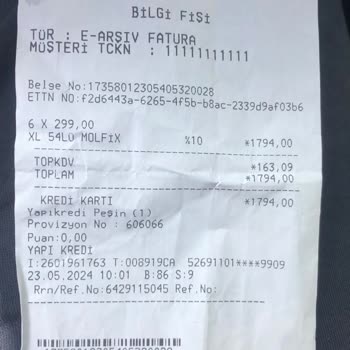 BİLGİ FİŞİ
TÜR : E-ARŞIV FATURA
MÜŞTERİ TCKN : 11111111111
Belge No:17358012305405320028
ETTN NO:f2d6443a-6265-4f5b-b8ac-2339d9af03b6
6 X 299,00
XL 54LÜ MOLFİX %10 *1794,00
TOPKDV *163,09
TOPLAM *1794,00
KREDİ KARTI *1794,00
Yapıkredi Peşin (1)
Provizyon No : 606066
Puan:0,00
YAPI KREDİ
I:2601961763 T:008919CA 52691101****9909
23.05.2024 10:01 B:86 S:9
Rrn/Ref.No:6429115045 Ref.No: